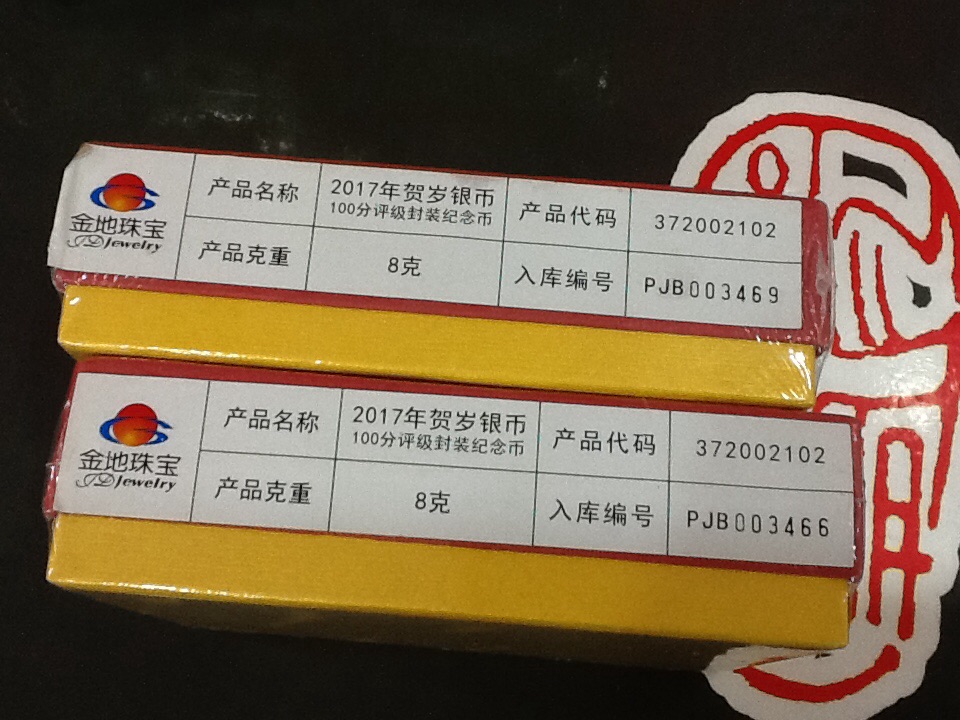 金地珠宝
JDJewelry
产品名称
2017年贺岁银币
100分评级封装纪念币
产品代码
372002102
产品克重
8克
入库编号
PJB003469
金地珠宝
JDJewelry
产品名称
2017年贺岁银币
100分评级封装纪念币
产品代码
372002102
产品克重
8克
入库编号
PJB003466